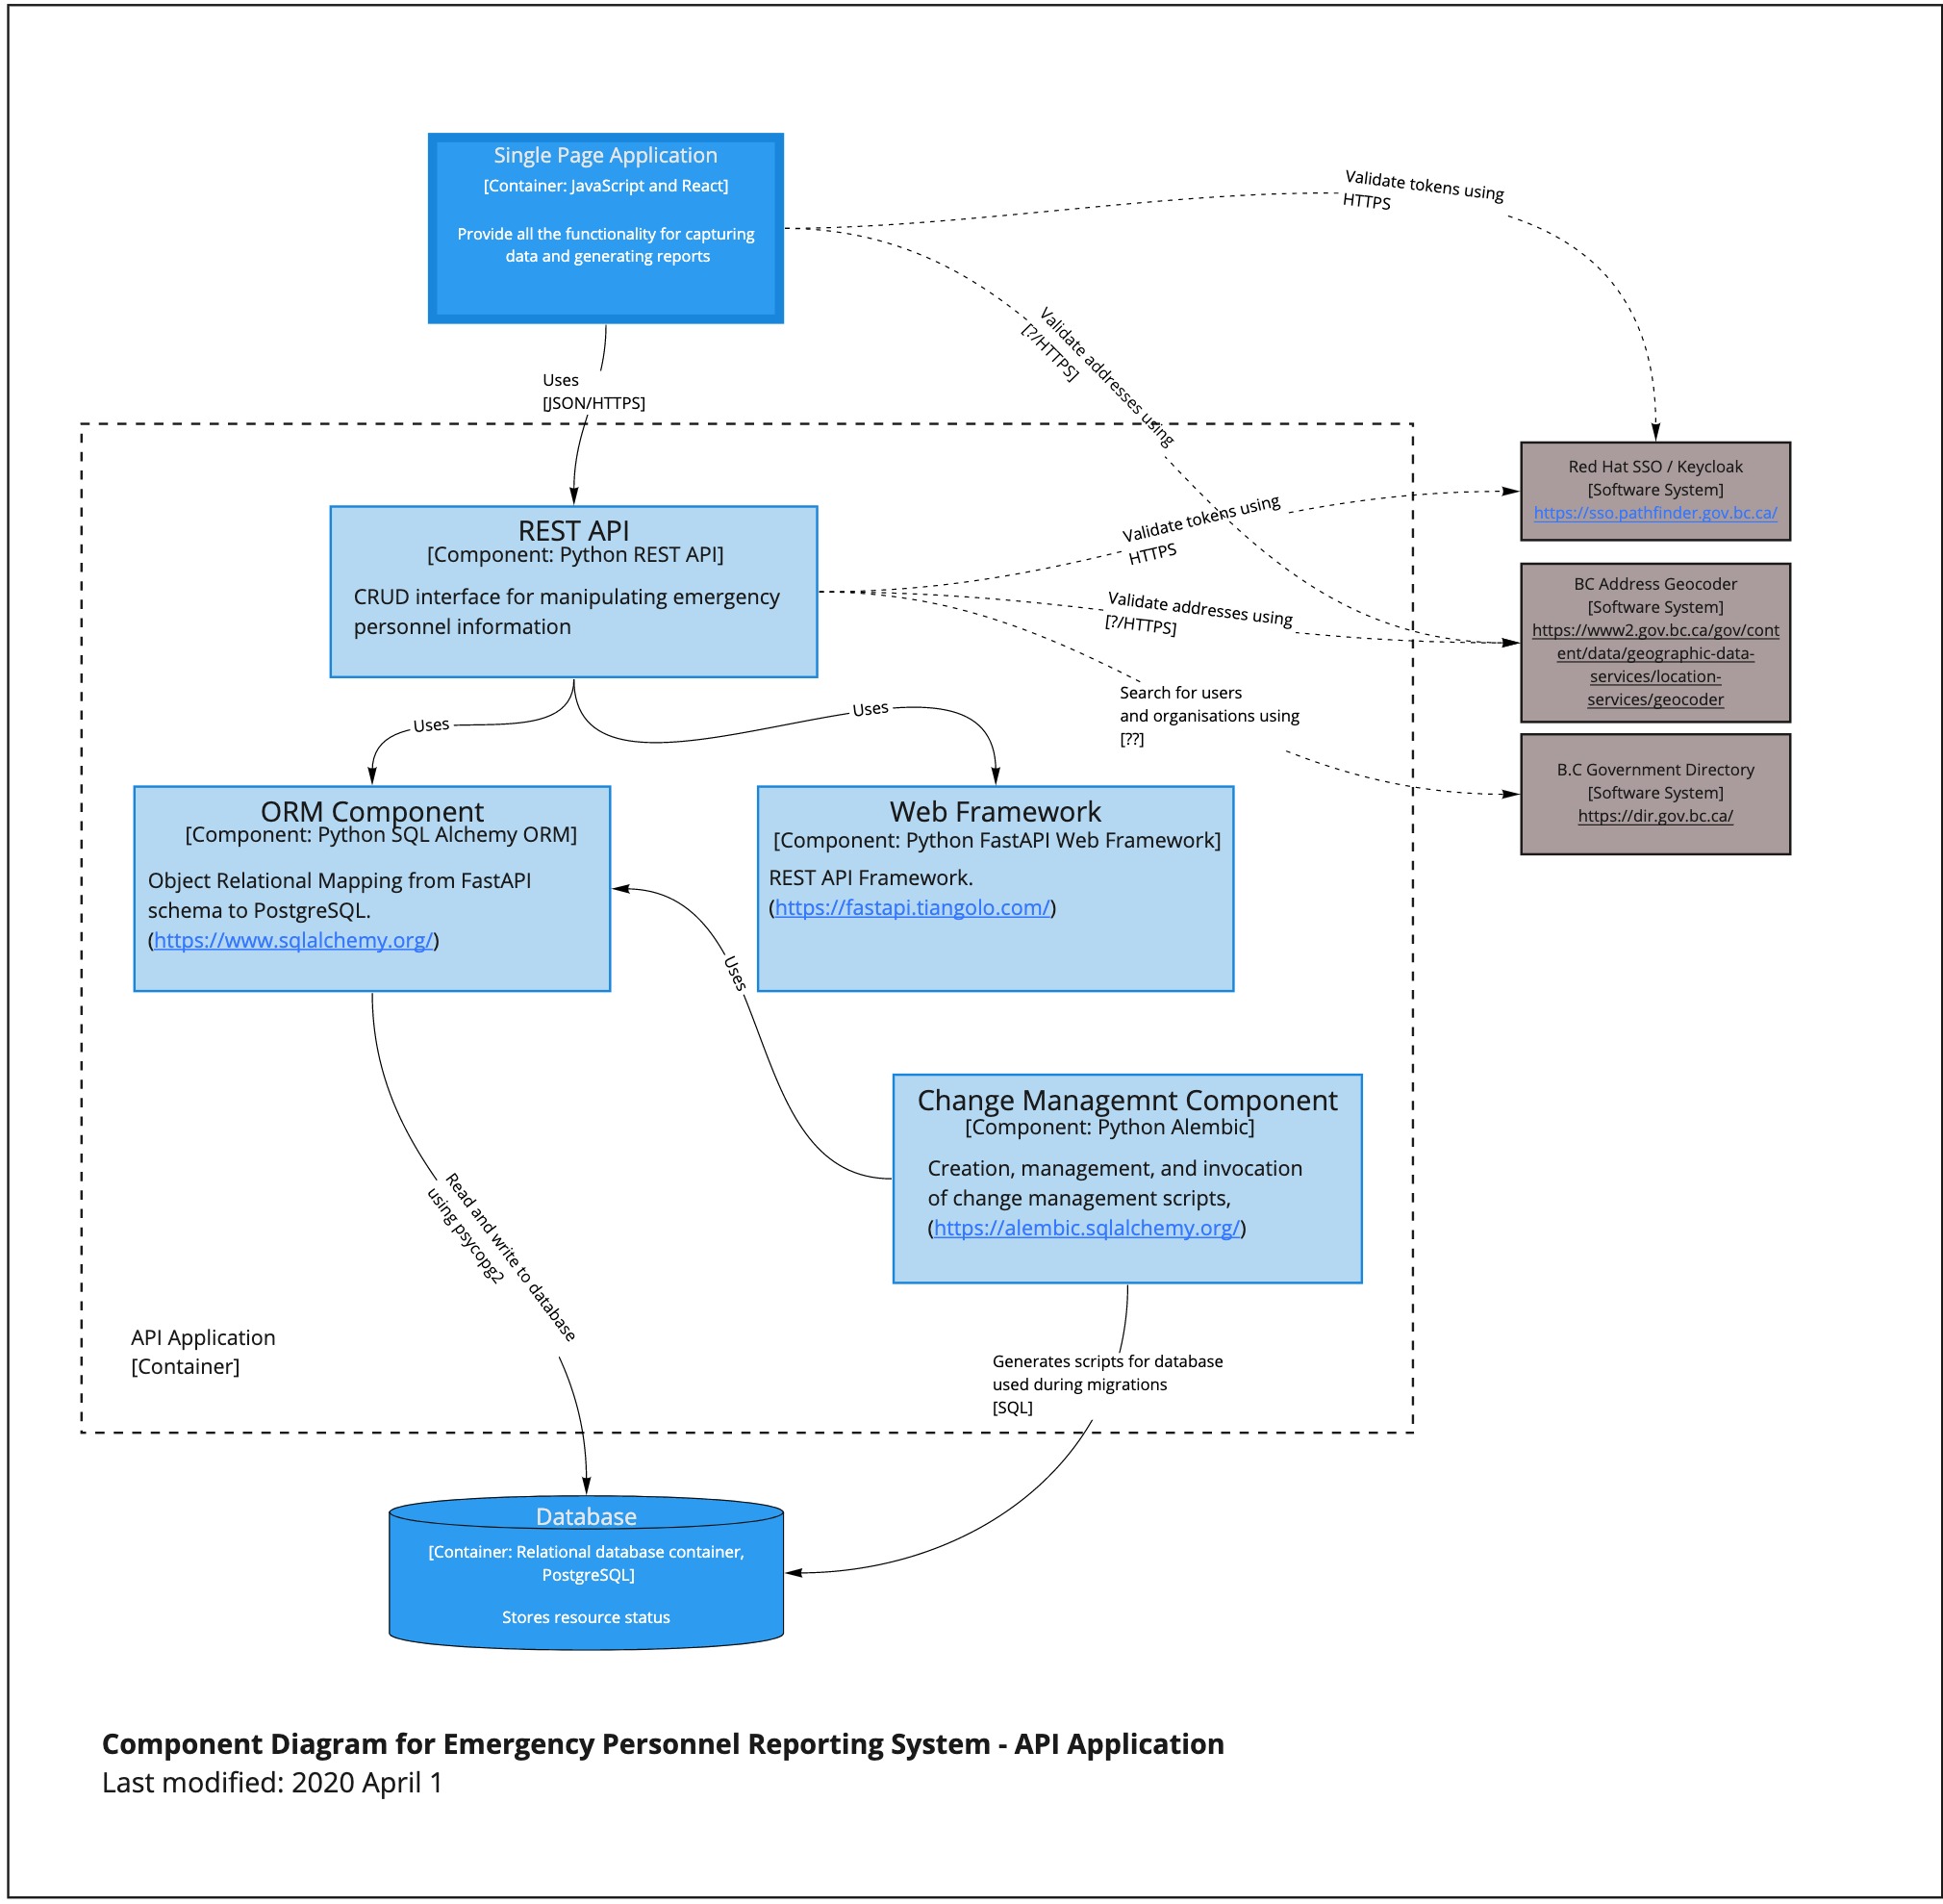 Single Page Application
[Container: JavaScript and React]
Provide all the functionality for capturing
data and generating reports
Validate tokens using
HTTPS
Validate addresses using
[?/HTTPS]
Uses
[JSON/HTTPS]
Red Hat SSO / Keycloak
[Software System]
https://sso.pathfinder.gov.bc.ca/
REST API
[Component: Python REST API]
CRUD interface for manipulating emergency
personnel information
Validate tokens using
HTTPS
Validate addresses using
[?/HTTPS]
Search for users
and organisations using
[??]
BC Address Geocoder
[Software System]
https://www2.gov.bc.ca/gov/cont
ent/data/geographic-data-
services/location-
services/geocoder
B.C Government Directory
[Software System]
https://dir.gov.bc.ca/
Uses
Uses
ORM Component
[Component: Python SQL Alchemy ORM]
Object Relational Mapping from FastAPI
schema to PostgreSQL.
(https://www.sqlalchemy.org/)
Web Framework
[Component: Python FastAPI Web Framework]
REST API Framework.
(https://fastapi.tiangolo.com/)
Uses
Change Managemnt Component
[Component: Python Alembic]
Creation, management, and invocation
of change management scripts,
(https://alembic.sqlalchemy.org/)
Read and write to database
using psycopg2
API Application
[Container]
Generates scripts for database
used during migrations
[SQL]
Database
[Container: Relational database container,
PostgreSQL]
Stores resource status
Component Diagram for Emergency Personnel Reporting System - API Application
Last modified: 2020 April 1